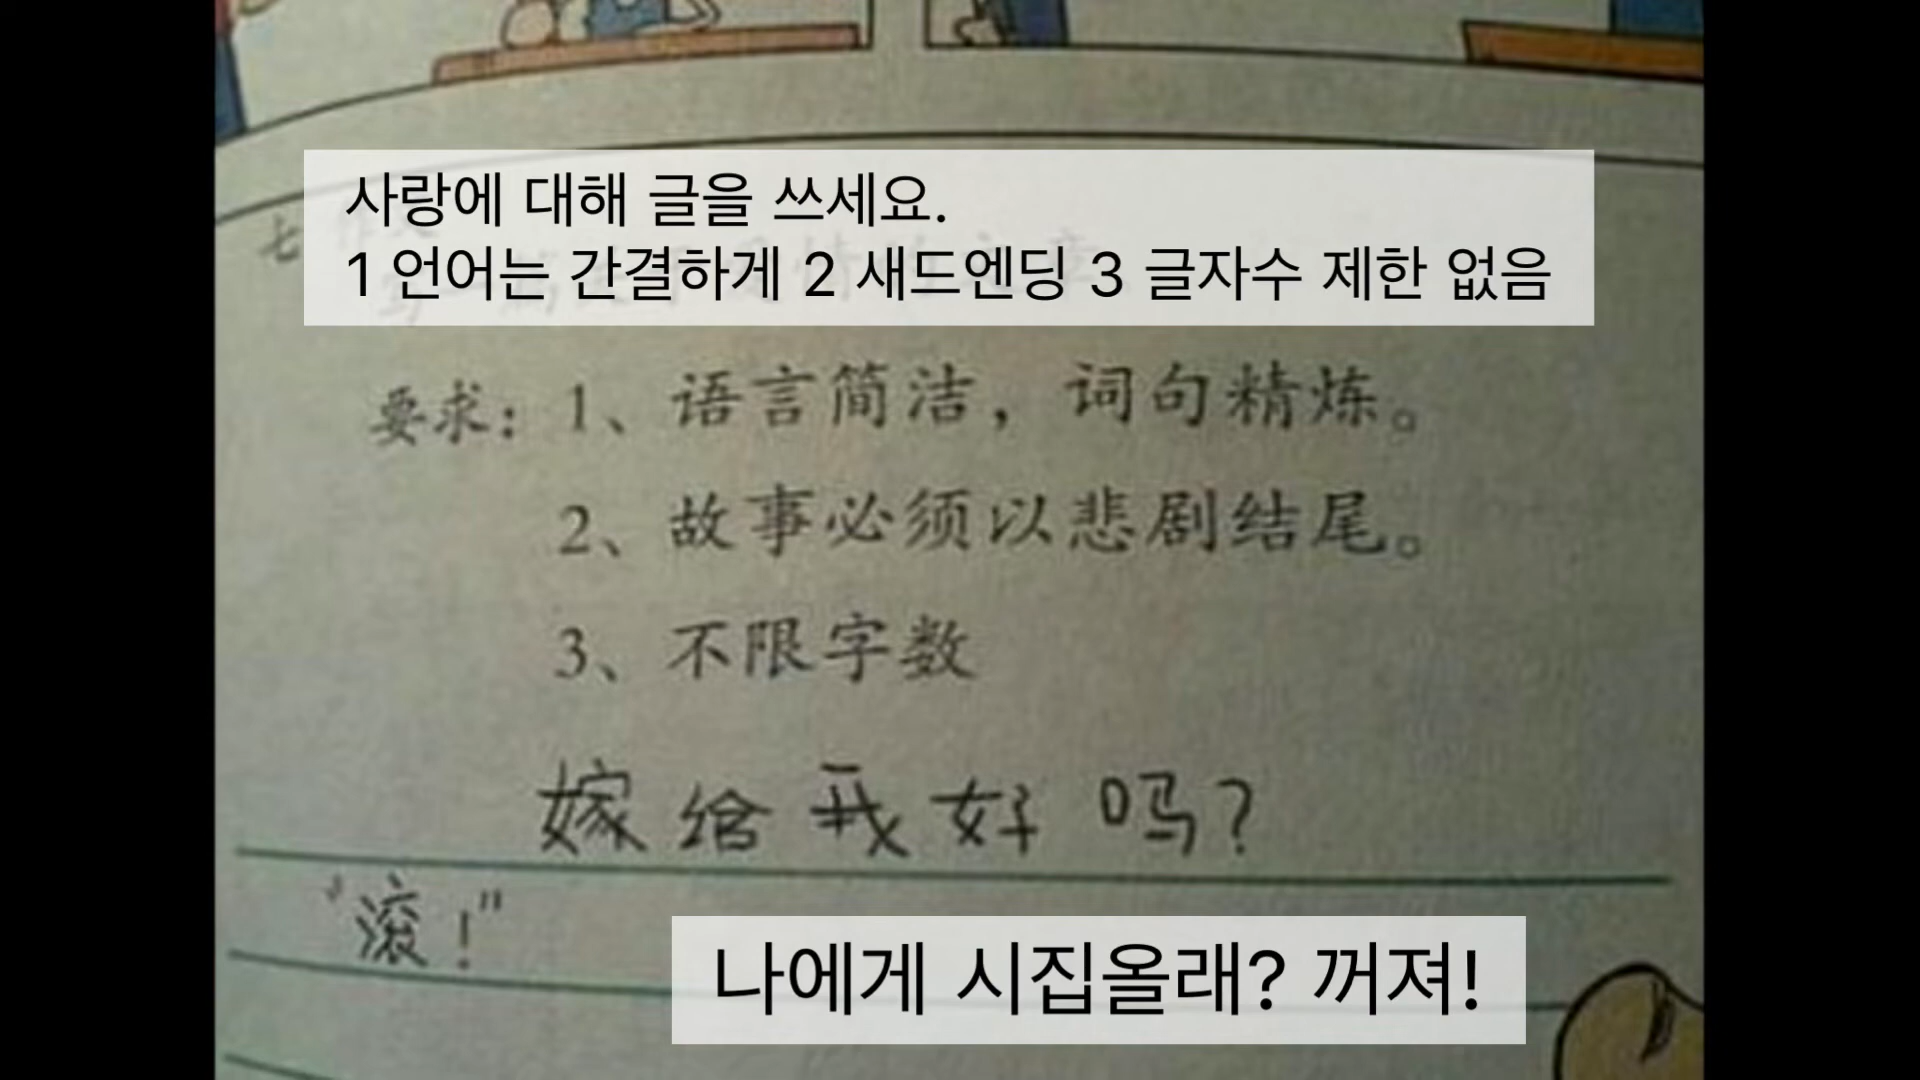 七
사랑에 대해 글을 쓰세요.
1 언어는 간결하게 2 새드엔딩 3 글자수 제한 없음
要求：1、语言简洁，词句精炼。
2、故事必须以悲剧结尾。
3、不限字数
嫁给我好吗？
“滚！”
나에게 시집올래? 꺼져!